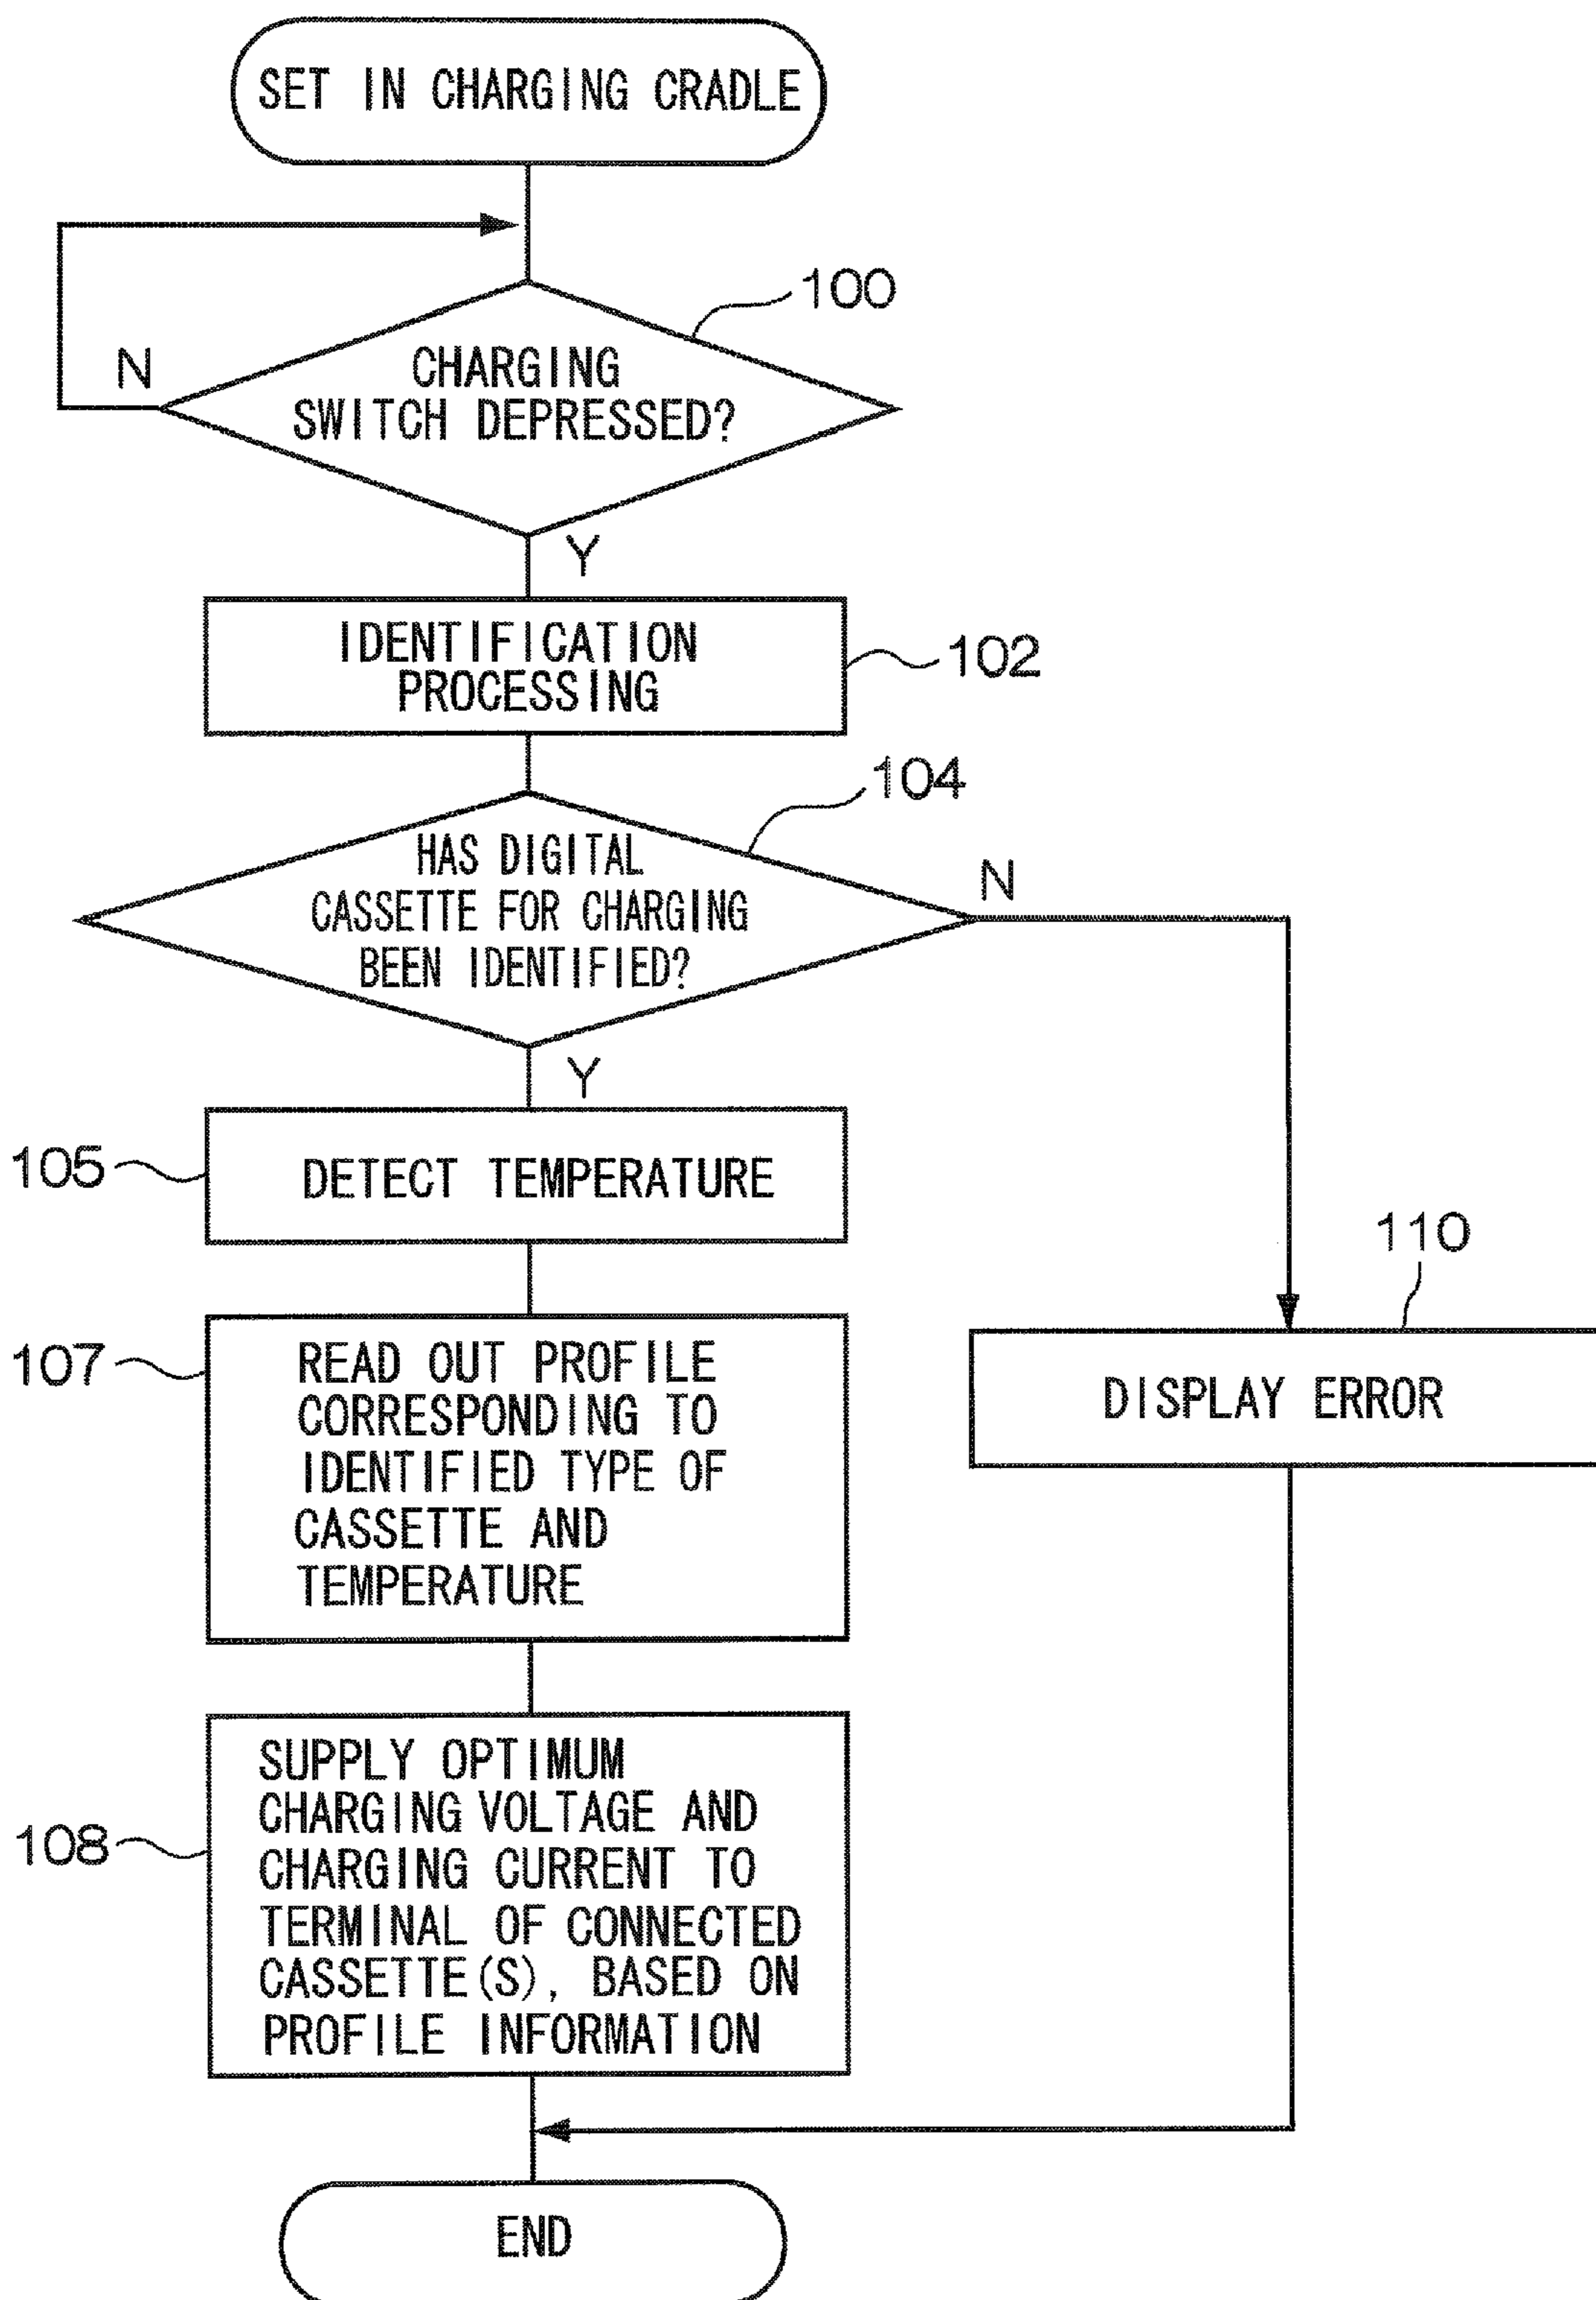 SET IN CHARGING CRADLE
100
CHARGING
SWITCH DEPRESSED?
N
Y
IDENTIFICATION
PROCESSING
102
104
HAS DIGITAL
CASSETTE FOR CHARGING
BEEN IDENTIFIED?
N
Y
105
DETECT TEMPERATURE
107
READ OUT PROFILE
CORRESPONDING TO
IDENTIFIED TYPE OF
CASSETTE AND
TEMPERATURE
110
DISPLAY ERROR
108
SUPPLY OPTIMUM
CHARGING VOLTAGE AND
CHARGING CURRENT TO
TERMINAL OF CONNECTED
CASSETTE(S), BASED ON
PROFILE INFORMATION
END